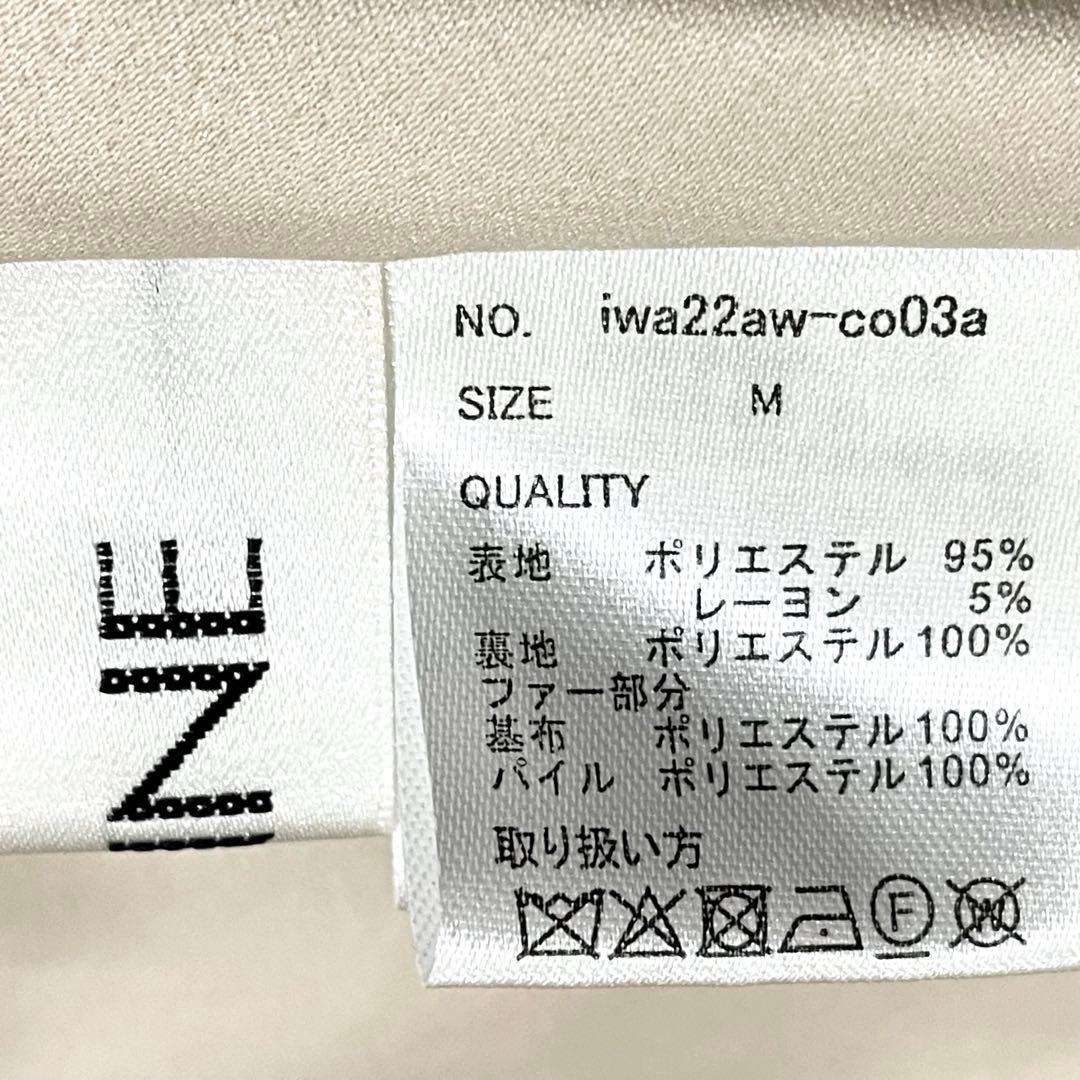 NO. iwa22aw-co03a
SIZE M
QUALITY
表地 ポリエステル 95%
レーヨン 5%
裏地 ポリエステル 100%
ファー部分
基布 ポリエステル 100%
パイル ポリエステル 100%
取り扱い方
F W
NE